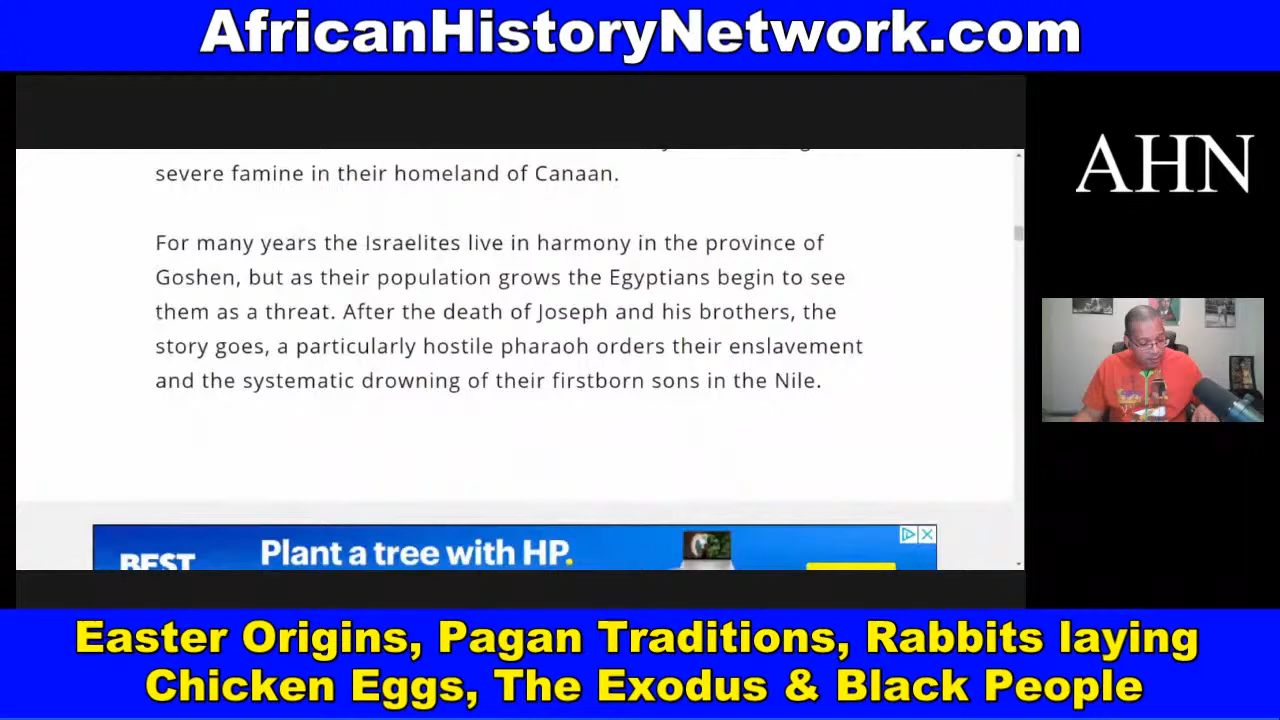 AfricanHistoryNetwork.com
AHN
severe famine in their homeland of Canaan.
For many years the Israelites live in harmony in the province of
Goshen, but as their population grows the Egyptians begin to see
them as a threat. After the death of Joseph and his brothers, the
story goes, a particularly hostile pharaoh orders their enslavement
and the systematic drowning of their firstborn sons in the Nile.
BEST
Plant a tree with HP.
Easter Origins, Pagan Traditions, Rabbits laying
Chicken Eggs, The Exodus & Black People